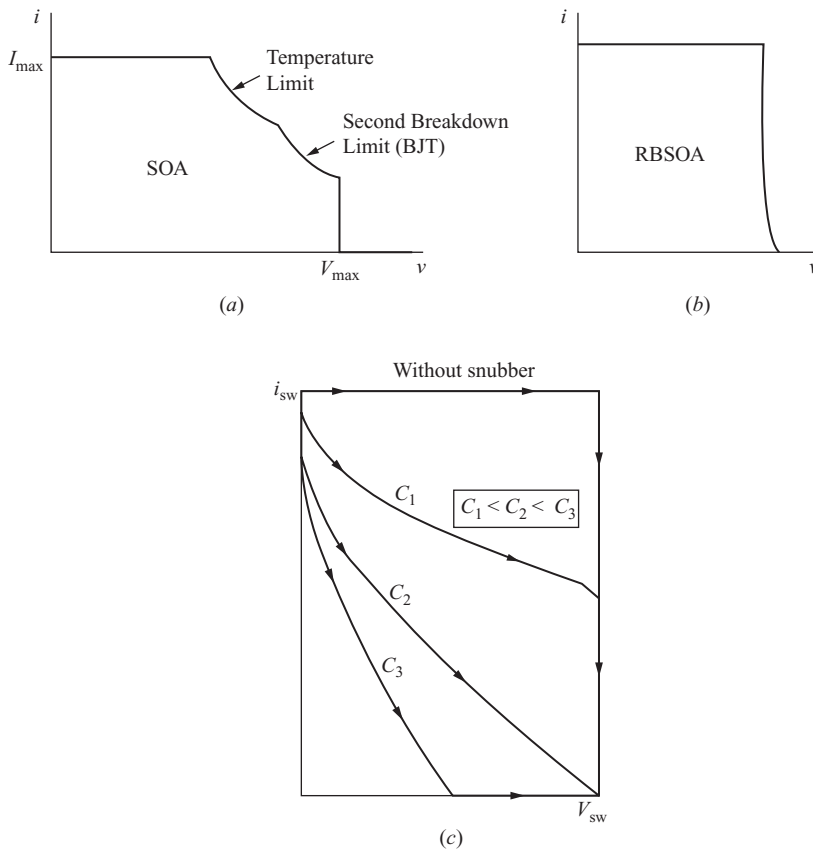 i
I_max
Temperature
Limit
Second Breakdown
Limit (BJT)
SOA
V_max
v
(a)
i
RBSOA
v
(b)
Without snubber
i_sw
C_1
C_1 < C_2 < C_3
C_2
C_3
V_sw
(c)